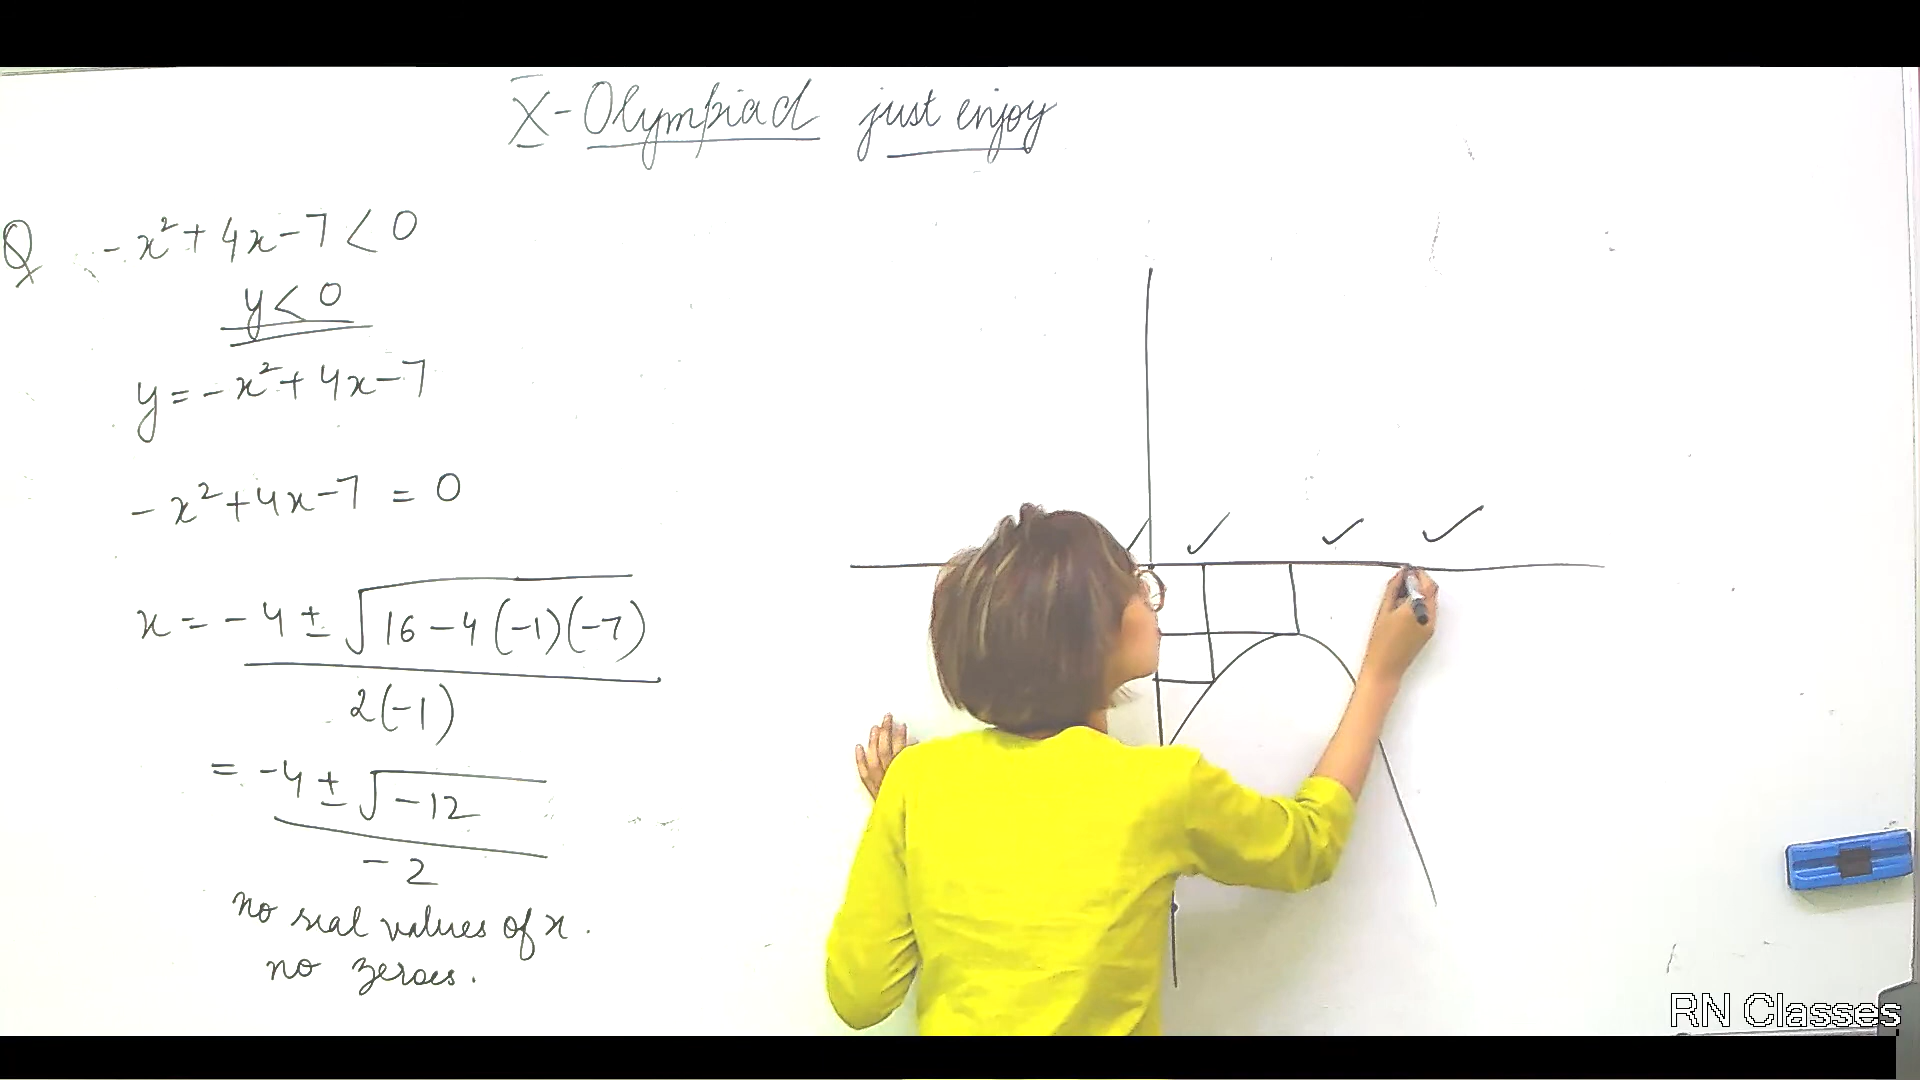 X - Olympiad just enjoy
Q -x²+4x-7<0
y<0
y=-x²+4x-7
-x²+4x-7 = 0
x = -4±√16-4(-1)(-7)
2(-1)
= -4±√-12
-2
no real values of x.
no zeroes.
RN Classes